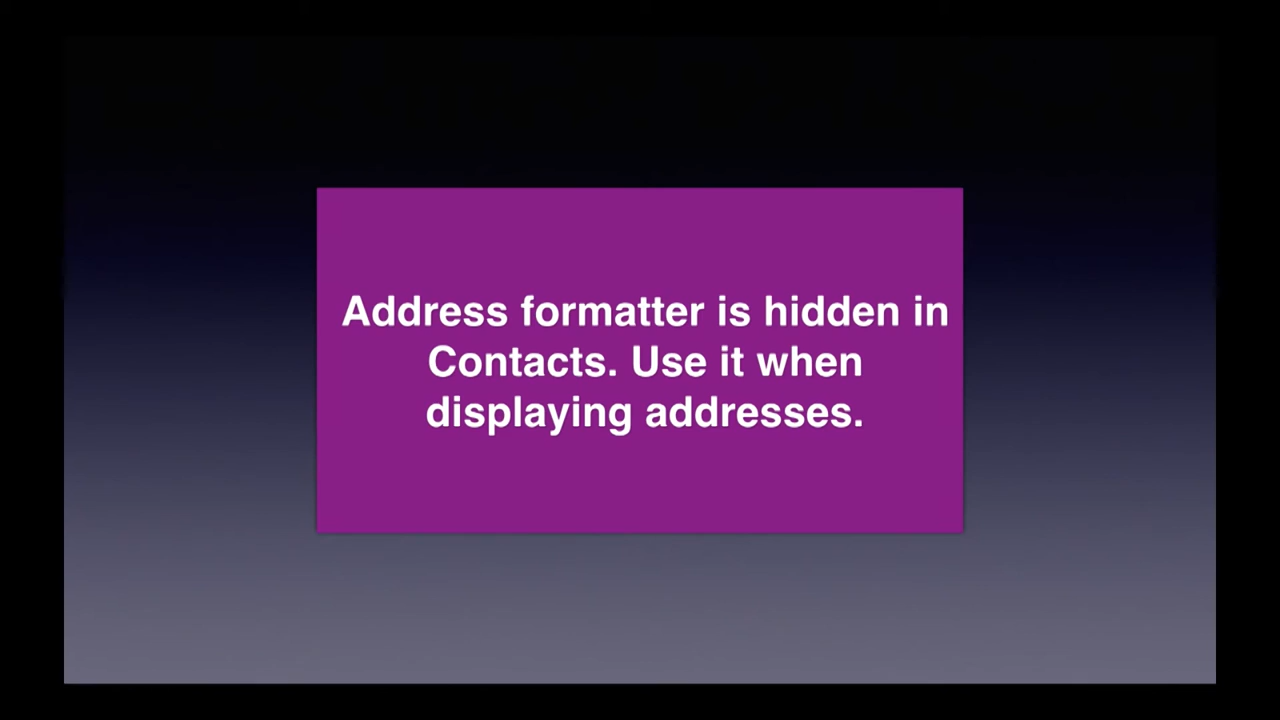 Address formatter is hidden in
Contacts. Use it when
displaying addresses.